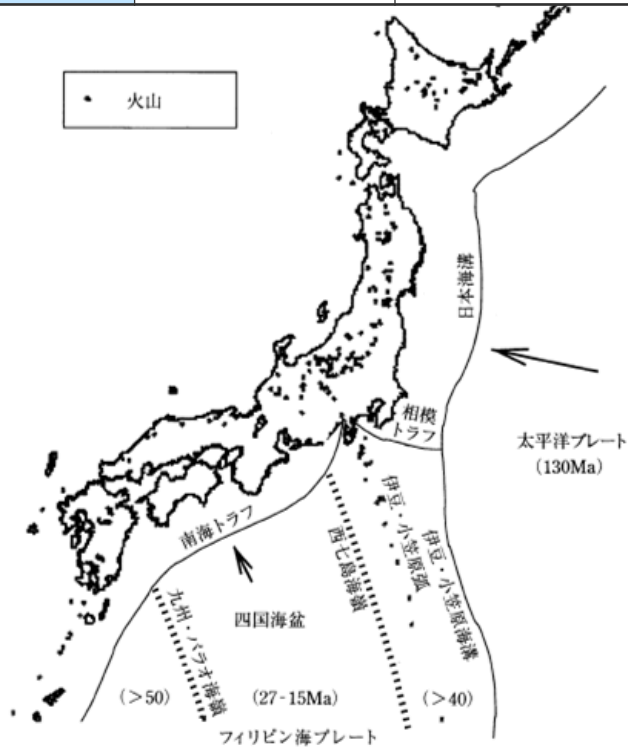 火山
日本海溝
相模
トラフ
太平洋プレート
(130Ma)
南海トラフ
伊豆・小笠原弧
伊豆・小笠原海溝
西七島海嶺
九州・パラオ海嶺
四国海盆
(>50)
(27-15Ma)
(>40)
フィリピン海プレート